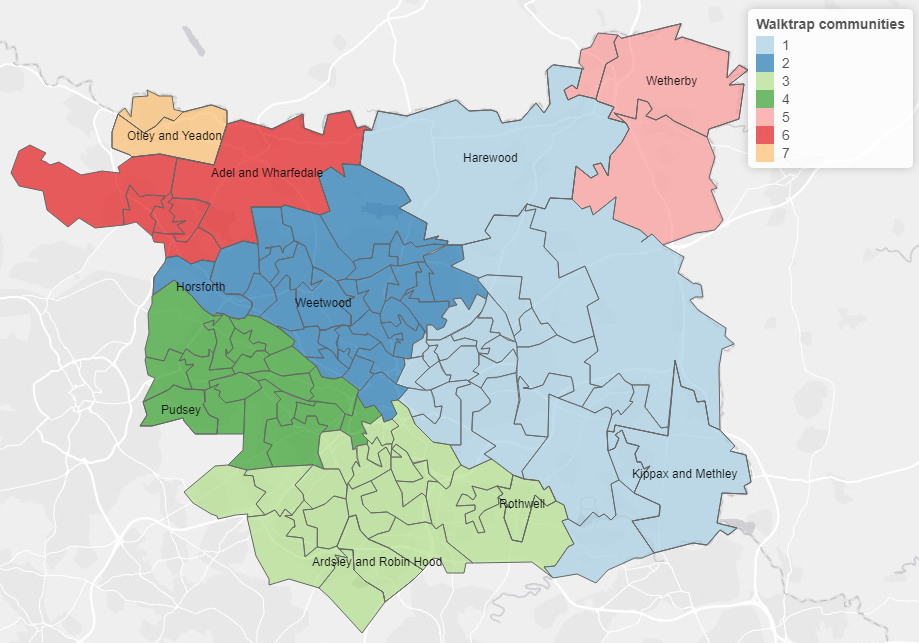 Walktrap communities
1
2
3
4
5
6
7
Wetherby
Otley and Yeadon
Harewood
Adel and Wharfedale
Horsforth
Weetwood
Pudsey
Kippax and Methley
Rothwell
Ardsley and Robin Hood